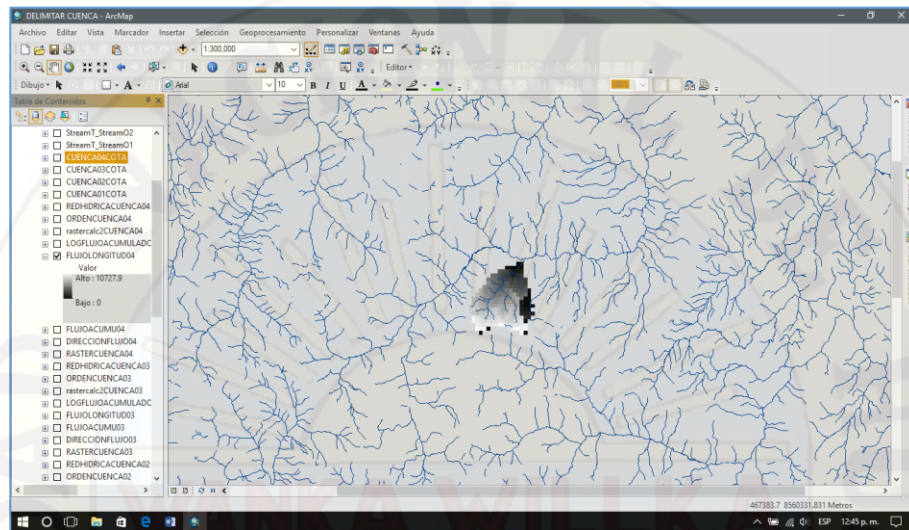 DELIMITAR CUENCA - ArcMap
Archivo Editar Vista Marcador Insertar Selección Geoprocesamiento Personalizar Ventanas Ayuda
1:300,000
Editor
Dibujo A Arial 10 B I U A
Tabla de Contenidos
StreamT_StreamO2
StreamT_StreamO1
CUENCA04COTA
CUENCA03COTA
CUENCA02COTA
CUENCA01COTA
REDHIDRICACUENCA04
ORDENCUENCA04
rastercalc2CUENCA04
LOGFLUJOACUMULADC
FLUJOLONGITUD04
Valor
Alto : 10727.9
Bajo : 0
FLUJOACUMU04
DIRECCIONFLUJO04
RASTERCUENCA04
REDHIDRICACUENCA03
ORDENCUENCA03
rastercalc2CUENCA03
LOGFLUJOACUMULADC
FLUJOLONGITUD03
FLUJOACUMU03
DIRECCIONFLUJO03
RASTERCUENCA03
REDHIDRICACUENCA02
ORDENCUENCA02
467383.7 8560331.831 Metros
ESP 12:45 p. m.